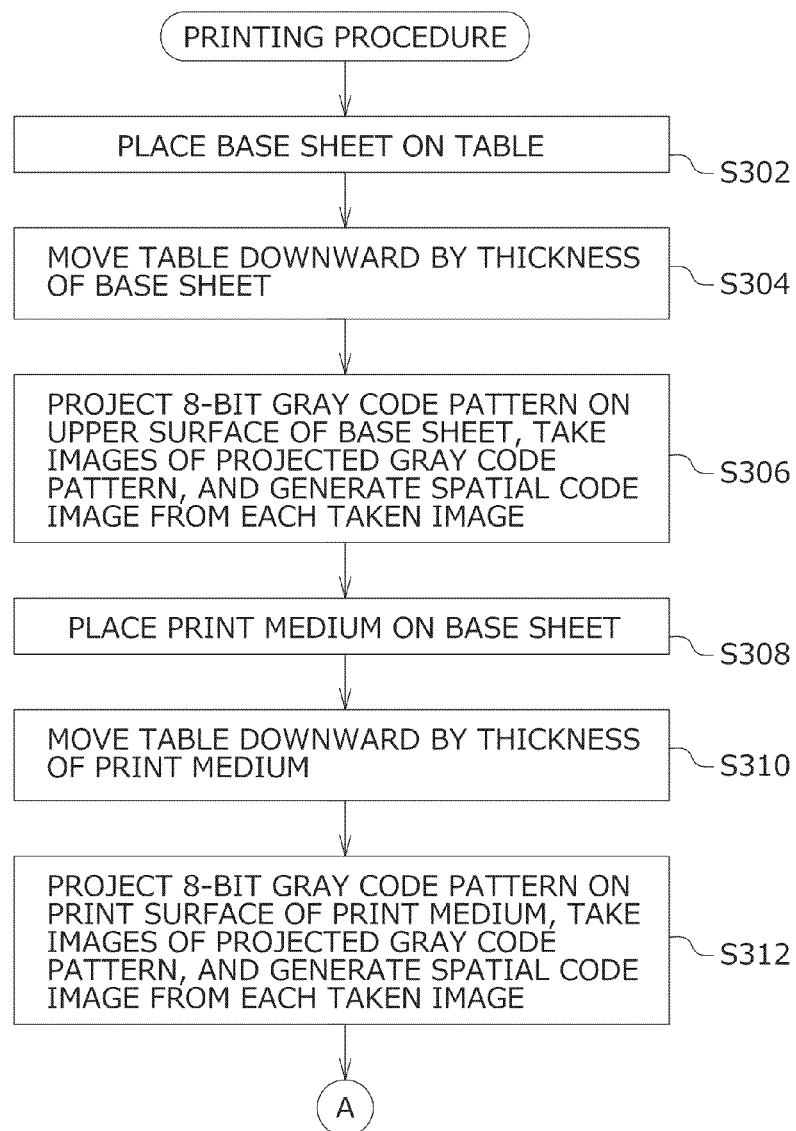 PRINTING PROCEDURE
PLACE BASE SHEET ON TABLE
S302
MOVE TABLE DOWNWARD BY THICKNESS
OF BASE SHEET
S304
PROJECT 8-BIT GRAY CODE PATTERN ON
UPPER SURFACE OF BASE SHEET, TAKE
IMAGES OF PROJECTED GRAY CODE
PATTERN, AND GENERATE SPATIAL CODE
IMAGE FROM EACH TAKEN IMAGE
S306
PLACE PRINT MEDIUM ON BASE SHEET
S308
MOVE TABLE DOWNWARD BY THICKNESS
OF PRINT MEDIUM
S310
PROJECT 8-BIT GRAY CODE PATTERN ON
PRINT SURFACE OF PRINT MEDIUM, TAKE
IMAGES OF PROJECTED GRAY CODE
PATTERN, AND GENERATE SPATIAL CODE
IMAGE FROM EACH TAKEN IMAGE
S312
A